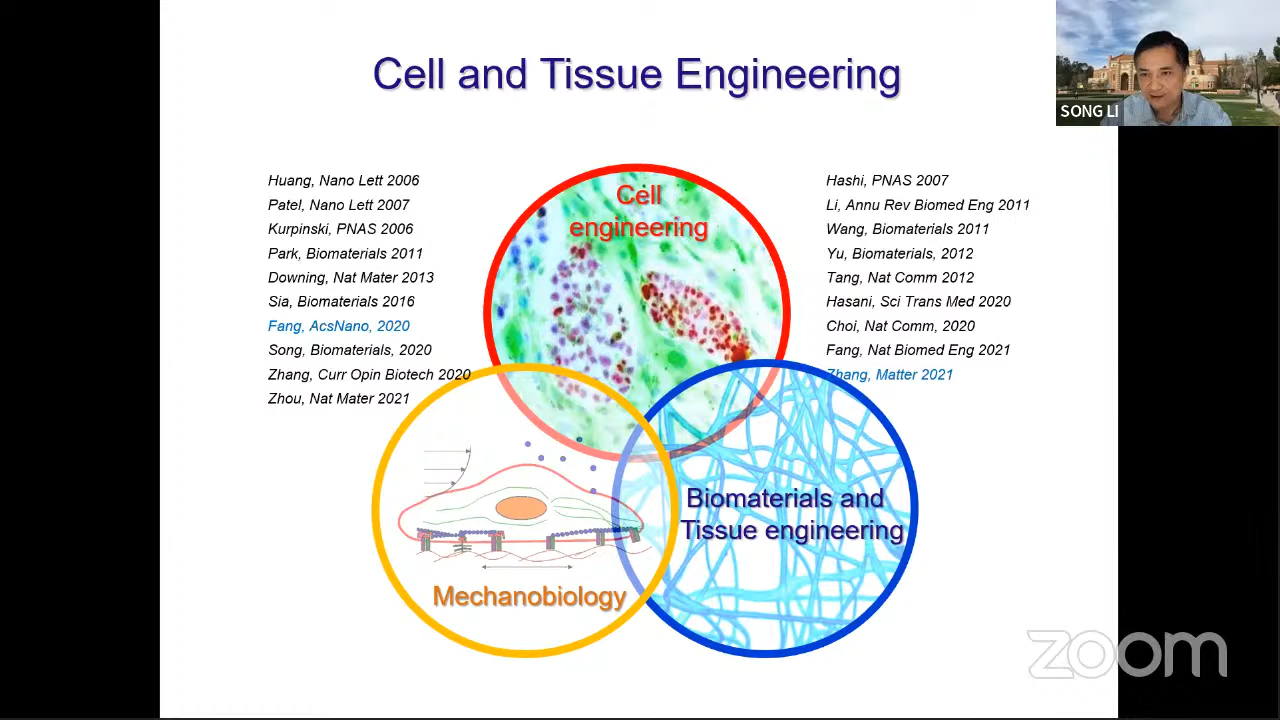 Cell and Tissue Engineering
SONG LI
Huang, Nano Lett 2006
Patel, Nano Lett 2007
Kurpinski, PNAS 2006
Park, Biomaterials 2011
Downing, Nat Mater 2013
Sia, Biomaterials 2016
Fang, AcsNano, 2020
Song, Biomaterials, 2020
Zhang, Curr Opin Biotech 2020
Zhou, Nat Mater 2021
Cell
engineering
Hashi, PNAS 2007
Li, Annu Rev Biomed Eng 2011
Wang, Biomaterials 2011
Yu, Biomaterials, 2012
Tang, Nat Comm 2012
Hasani, Sci Trans Med 2020
Choi, Nat Comm, 2020
Fang, Nat Biomed Eng 2021
Zhang, Matter 2021
Biomaterials and
Tissue engineering
Mechanobiology
zoom